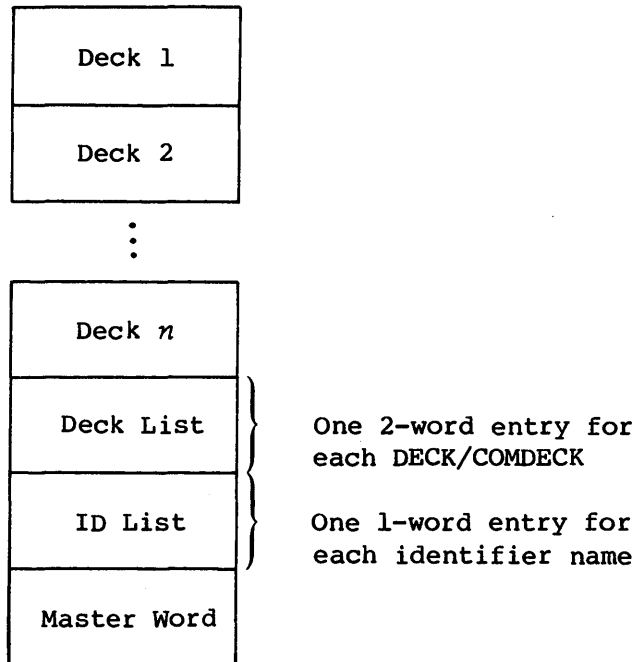 Deck 1
Deck 2
Deck n
Deck List
One 2-word entry for
each DECK/COMDECK
ID List
One 1-word entry for
each identifier name
Master Word